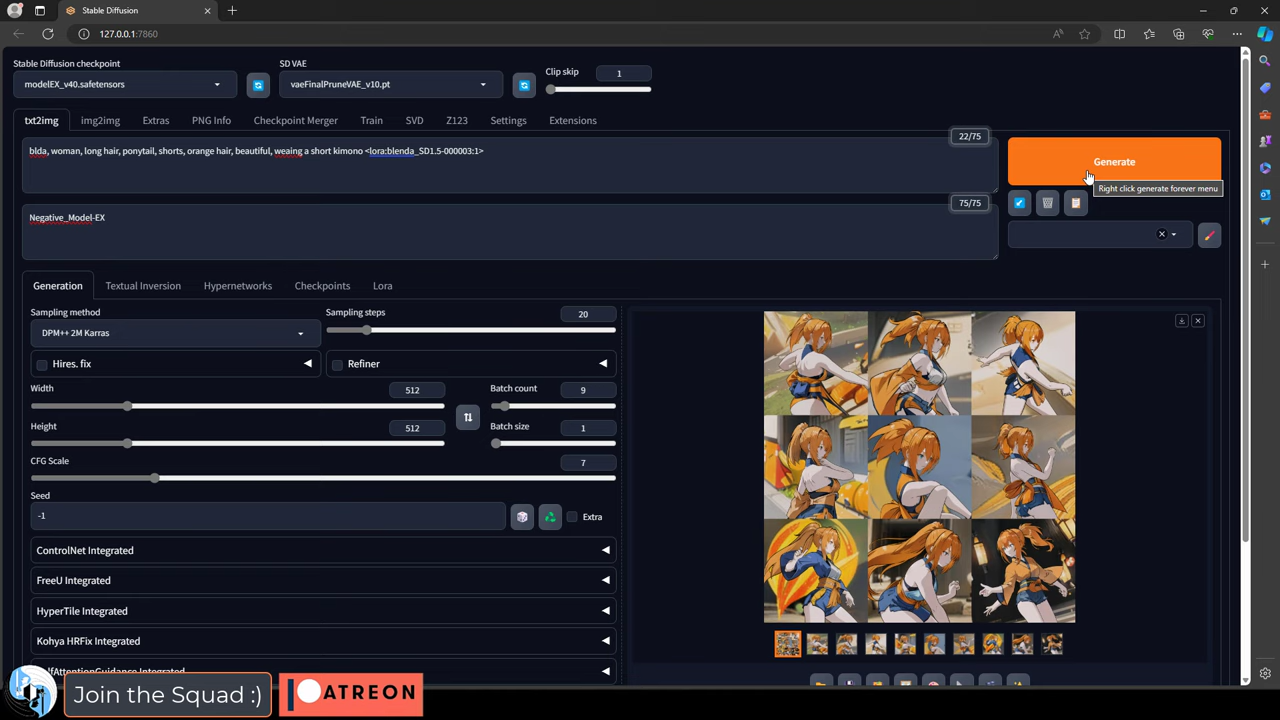 Stable Diffusion
127.0.0.1:7860
Stable Diffusion checkpoint
SD VAE
Clip skip
1
modelEX_v40.safetensors
vaeFinalPruneVAE_v10.pt
txt2img
img2img
Extras
PNG Info
Checkpoint Merger
Train
SVD
Z123
Settings
Extensions
22/75
blda, woman, long hair, ponytail, shorts, orange hair, beautiful, weaing a short kimono <lora:blenda_SD1.5-000003:1>
Generate
Right click generate forever menu
75/75
Negative_Model-EX
Generation
Textual Inversion
Hypernetworks
Checkpoints
Lora
Sampling method
Sampling steps
20
DPM++ 2M Karras
Hires. fix
Refiner
Width
512
Batch count
9
Height
512
Batch size
1
CFG Scale
7
Seed
-1
Extra
ControlNet Integrated
FreeU Integrated
HyperTile Integrated
Kohya HRFix Integrated
SelfAttentionGuidance Integrated
Join the Squad :)
PATREON